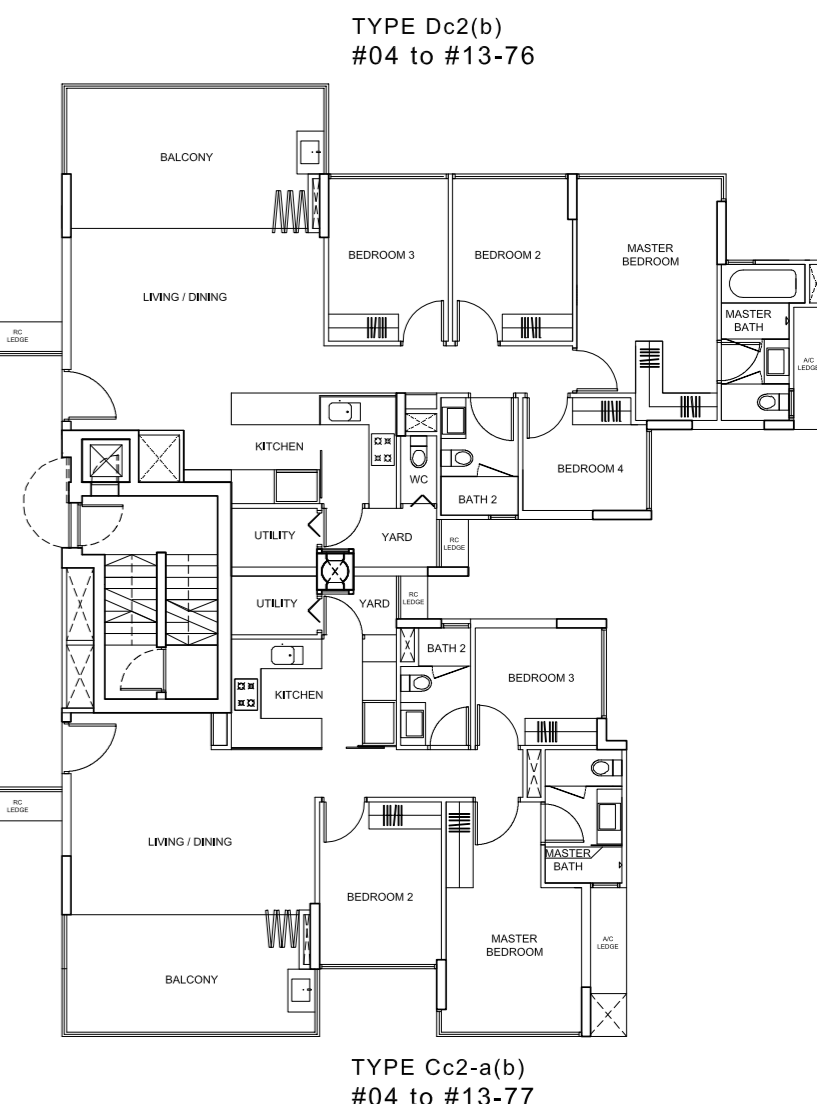 TYPE Dc2(b)
#04 to #13-76
BALCONY
BEDROOM 3
BEDROOM 2
MASTER
BEDROOM
LIVING / DINING
MASTER
BATH
RC
LEDGE
A/C
LEDGE
KITCHEN
WC
BATH 2
BEDROOM 4
UTILITY
YARD
RC
LEDGE
UTILITY
YARD
RC
LEDGE
BATH 2
BEDROOM 3
KITCHEN
RC
LEDGE
LIVING / DINING
MASTER
BATH
BEDROOM 2
MASTER
BEDROOM
A/C
LEDGE
BALCONY
TYPE Cc2-a(b)
#04 to #13-77